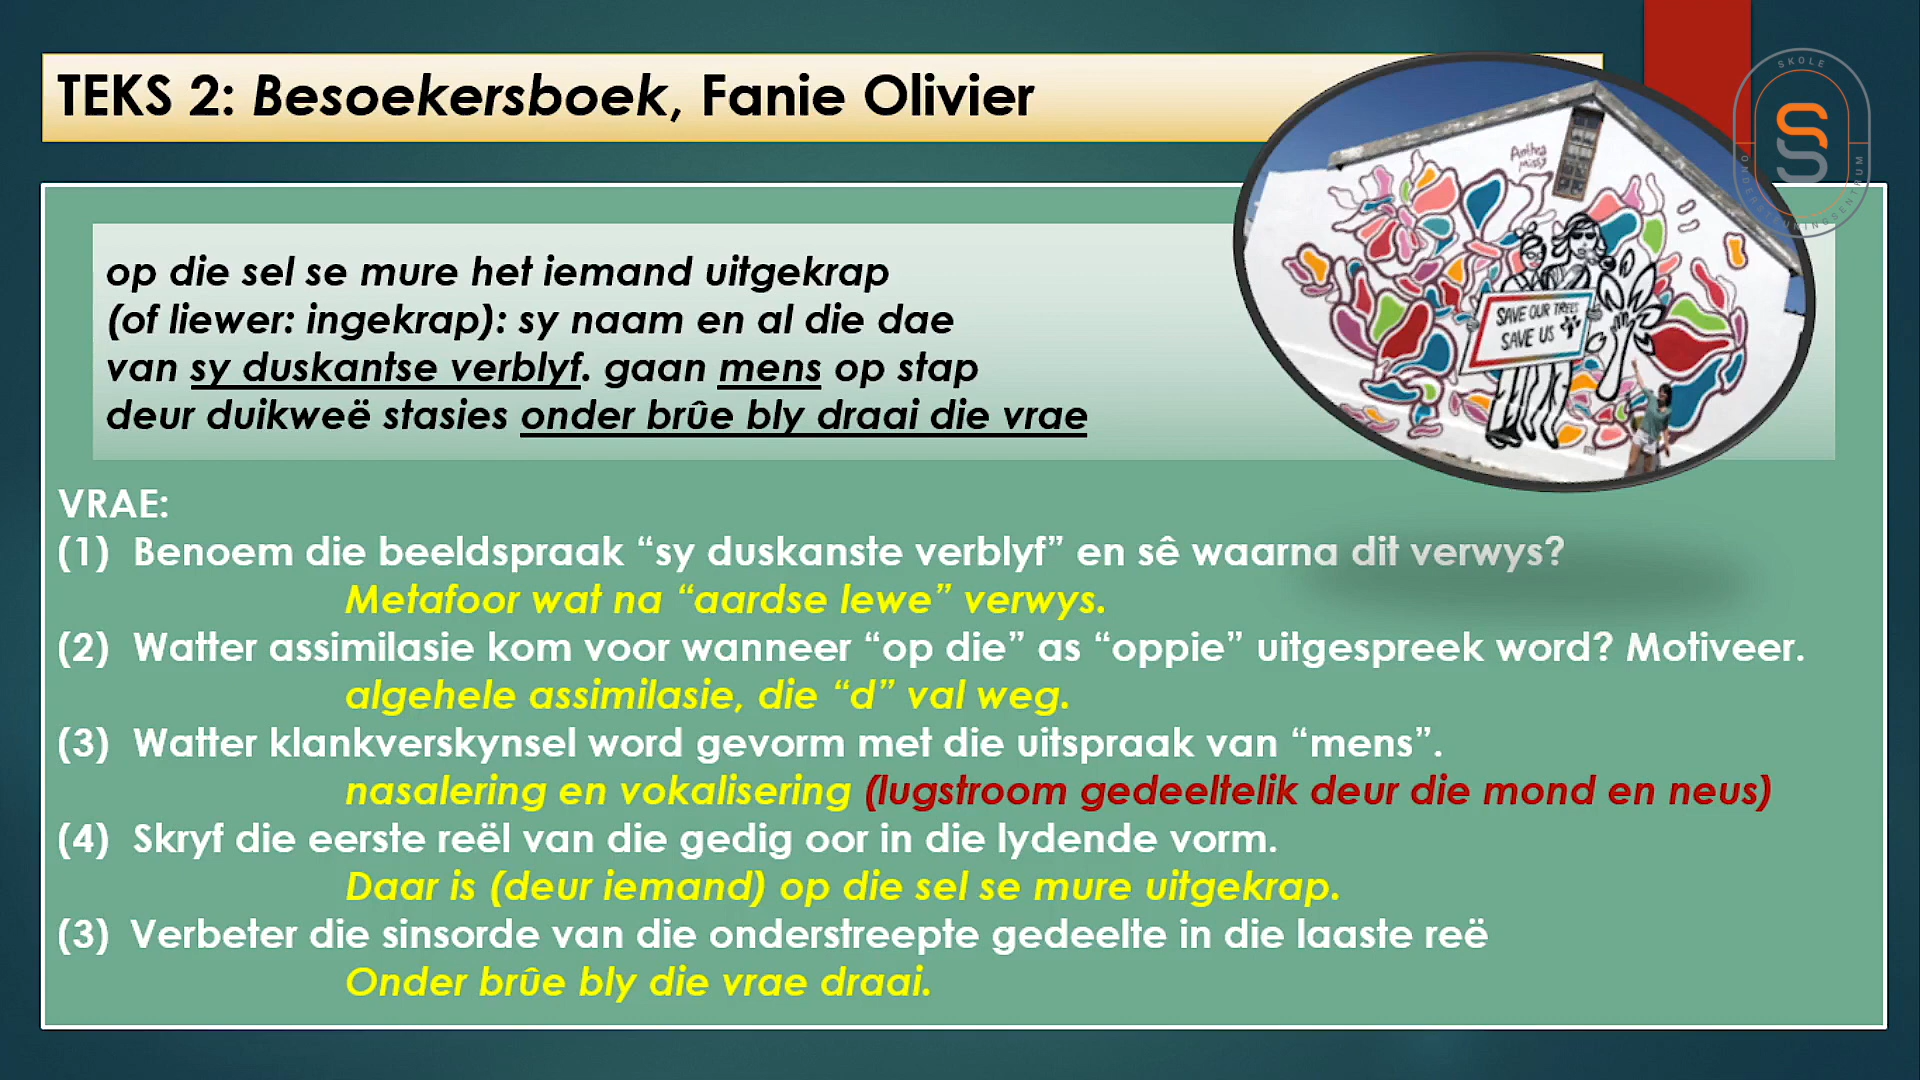 TEKS 2: Besoekersboek, Fanie Olivier
SKOLE
ONDERSTEUNINGSENTRUM
Anthea
Missy
SAVE OUR TREES
SAVE US
op die sel se mure het iemand uitgekrap
(of liewer: ingekrap): sy naam en al die dae
van sy duskantse verblyf. gaan mens op stap
deur duikweë stasies onder brûe bly draai die vrae
VRAE:
(1) Benoem die beeldspraak “sy duskanste verblyf” en sê waarna dit verwys?
Metafoor wat na “aardse lewe” verwys.
(2) Watter assimilasie kom voor wanneer “op die” as “oppie” uitgespreek word? Motiveer.
algehele assimilasie, die “d” val weg.
(3) Watter klankverskynsel word gevorm met die uitspraak van “mens”.
nasalering en vokalisering (lugstroom gedeeltelik deur die mond en neus)
(4) Skryf die eerste reël van die gedig oor in die lydende vorm.
Daar is (deur iemand) op die sel se mure uitgekrap.
(3) Verbeter die sinsorde van die onderstreepte gedeelte in die laaste reë
Onder brûe bly die vrae draai.